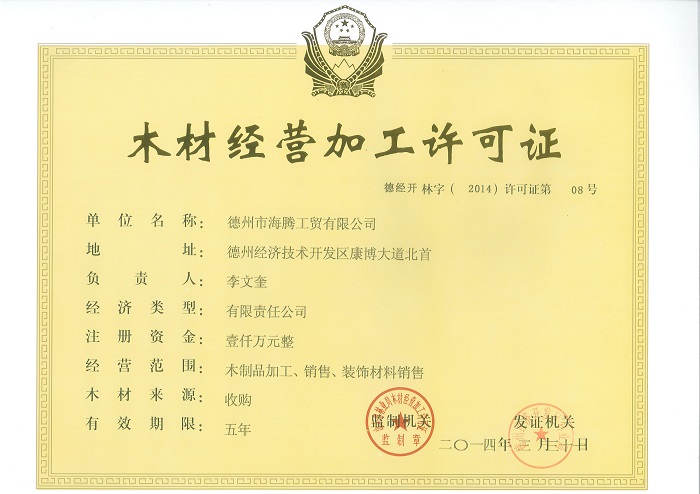 木材经营加工许可证
德经开 林字( 2014)许可证第 08 号
单位名称: 德州市海腾工贸有限公司
地址: 德州经济技术开发区康博大道北首
负责人: 李文奎
经济类型: 有限责任公司
注册资金: 壹仟万元整
经营范围: 木制品加工、销售、装饰材料销售
木材来源: 收购
有效期限: 五年
监制机关 发证机关
监制章
二〇一四年 三月三十日